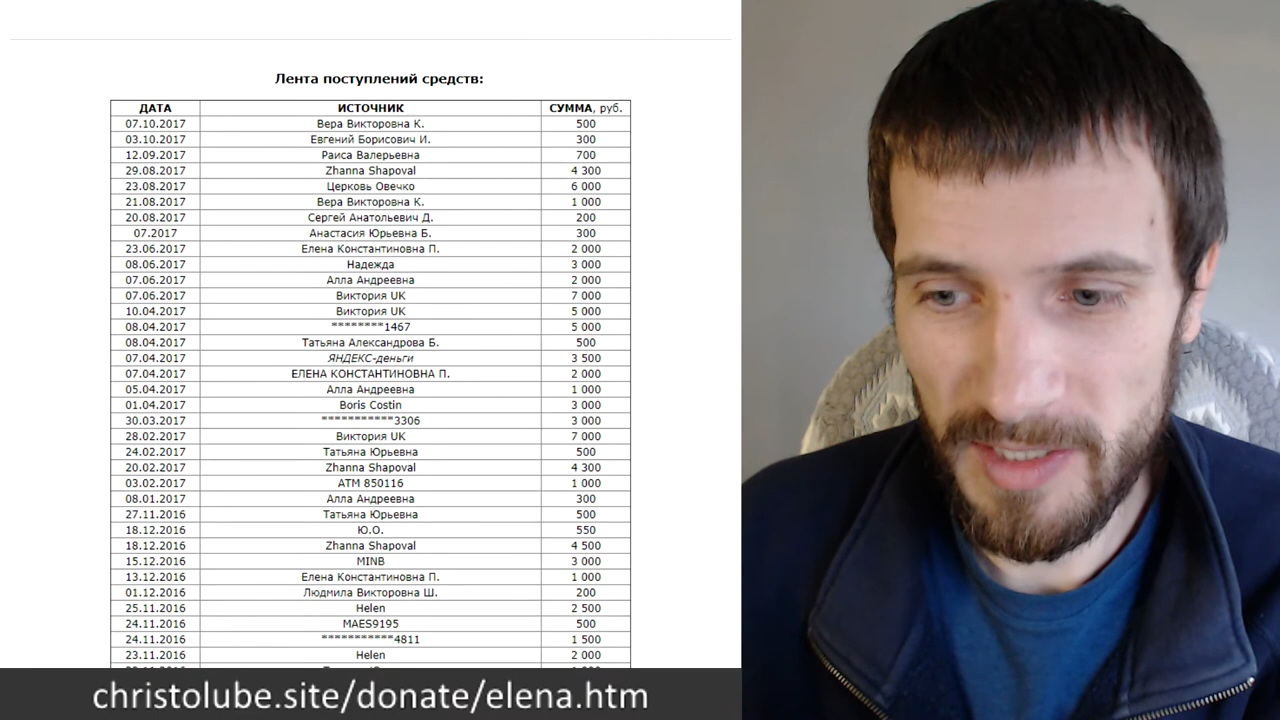 Лента поступлений средств:
ДАТА ИСТОЧНИК СУММА, руб.
07.10.2017 Вера Викторовна К. 500
03.10.2017 Евгений Борисович И. 300
12.09.2017 Раиса Валерьевна 700
29.08.2017 Zhanna Shapoval 4 300
23.08.2017 Церковь Овечко 6 000
21.08.2017 Вера Викторовна К. 1 000
20.08.2017 Сергей Анатольевич Д. 200
07.2017 Анастасия Юрьевна Б. 300
23.06.2017 Елена Константиновна П. 2 000
08.06.2017 Надежда 3 000
07.06.2017 Алла Андреевна 2 000
07.06.2017 Виктория UK 7 000
10.04.2017 Виктория UK 5 000
08.04.2017 ********1467 5 000
08.04.2017 Татьяна Александрова Б. 500
07.04.2017 ЯНДЕКС-деньги 3 500
07.04.2017 ЕЛЕНА КОНСТАНТИНОВНА П. 2 000
05.04.2017 Алла Андреевна 1 000
01.04.2017 Boris Costin 3 000
30.03.2017 ***********3306 3 000
28.02.2017 Виктория UK 7 000
24.02.2017 Татьяна Юрьевна 500
20.02.2017 Zhanna Shapoval 4 300
03.02.2017 ATM 850116 1 000
08.01.2017 Алла Андреевна 300
27.11.2016 Татьяна Юрьевна 500
18.12.2016 Ю.О. 550
18.12.2016 Zhanna Shapoval 4 500
15.12.2016 MINB 3 000
13.12.2016 Елена Константиновна П. 1 000
01.12.2016 Людмила Викторовна Ш. 200
25.11.2016 Helen 2 500
24.11.2016 MAES9195 500
24.11.2016 ***********4811 1 500
23.11.2016 Helen 2 000
christolube.site/donate/elena.htm